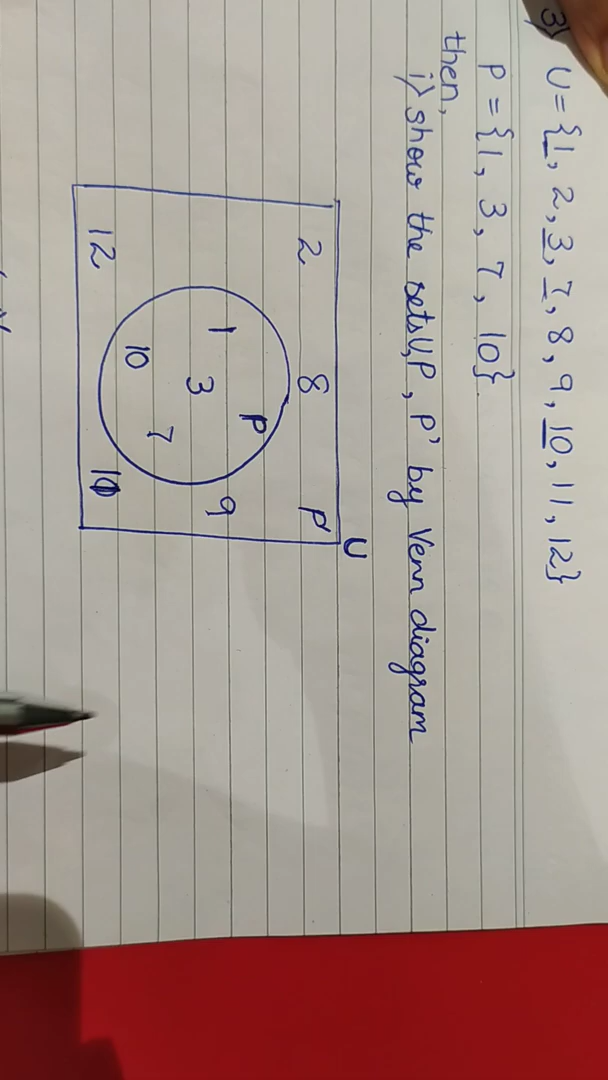 3)
U = {1, 2, 3, 7, 8, 9, 10, 11, 12}
P = {1, 3, 7, 10}
then,
i) show the sets U, P, P' by Venn diagram
U
2 8 P'
P
1 9
3
7
10
12